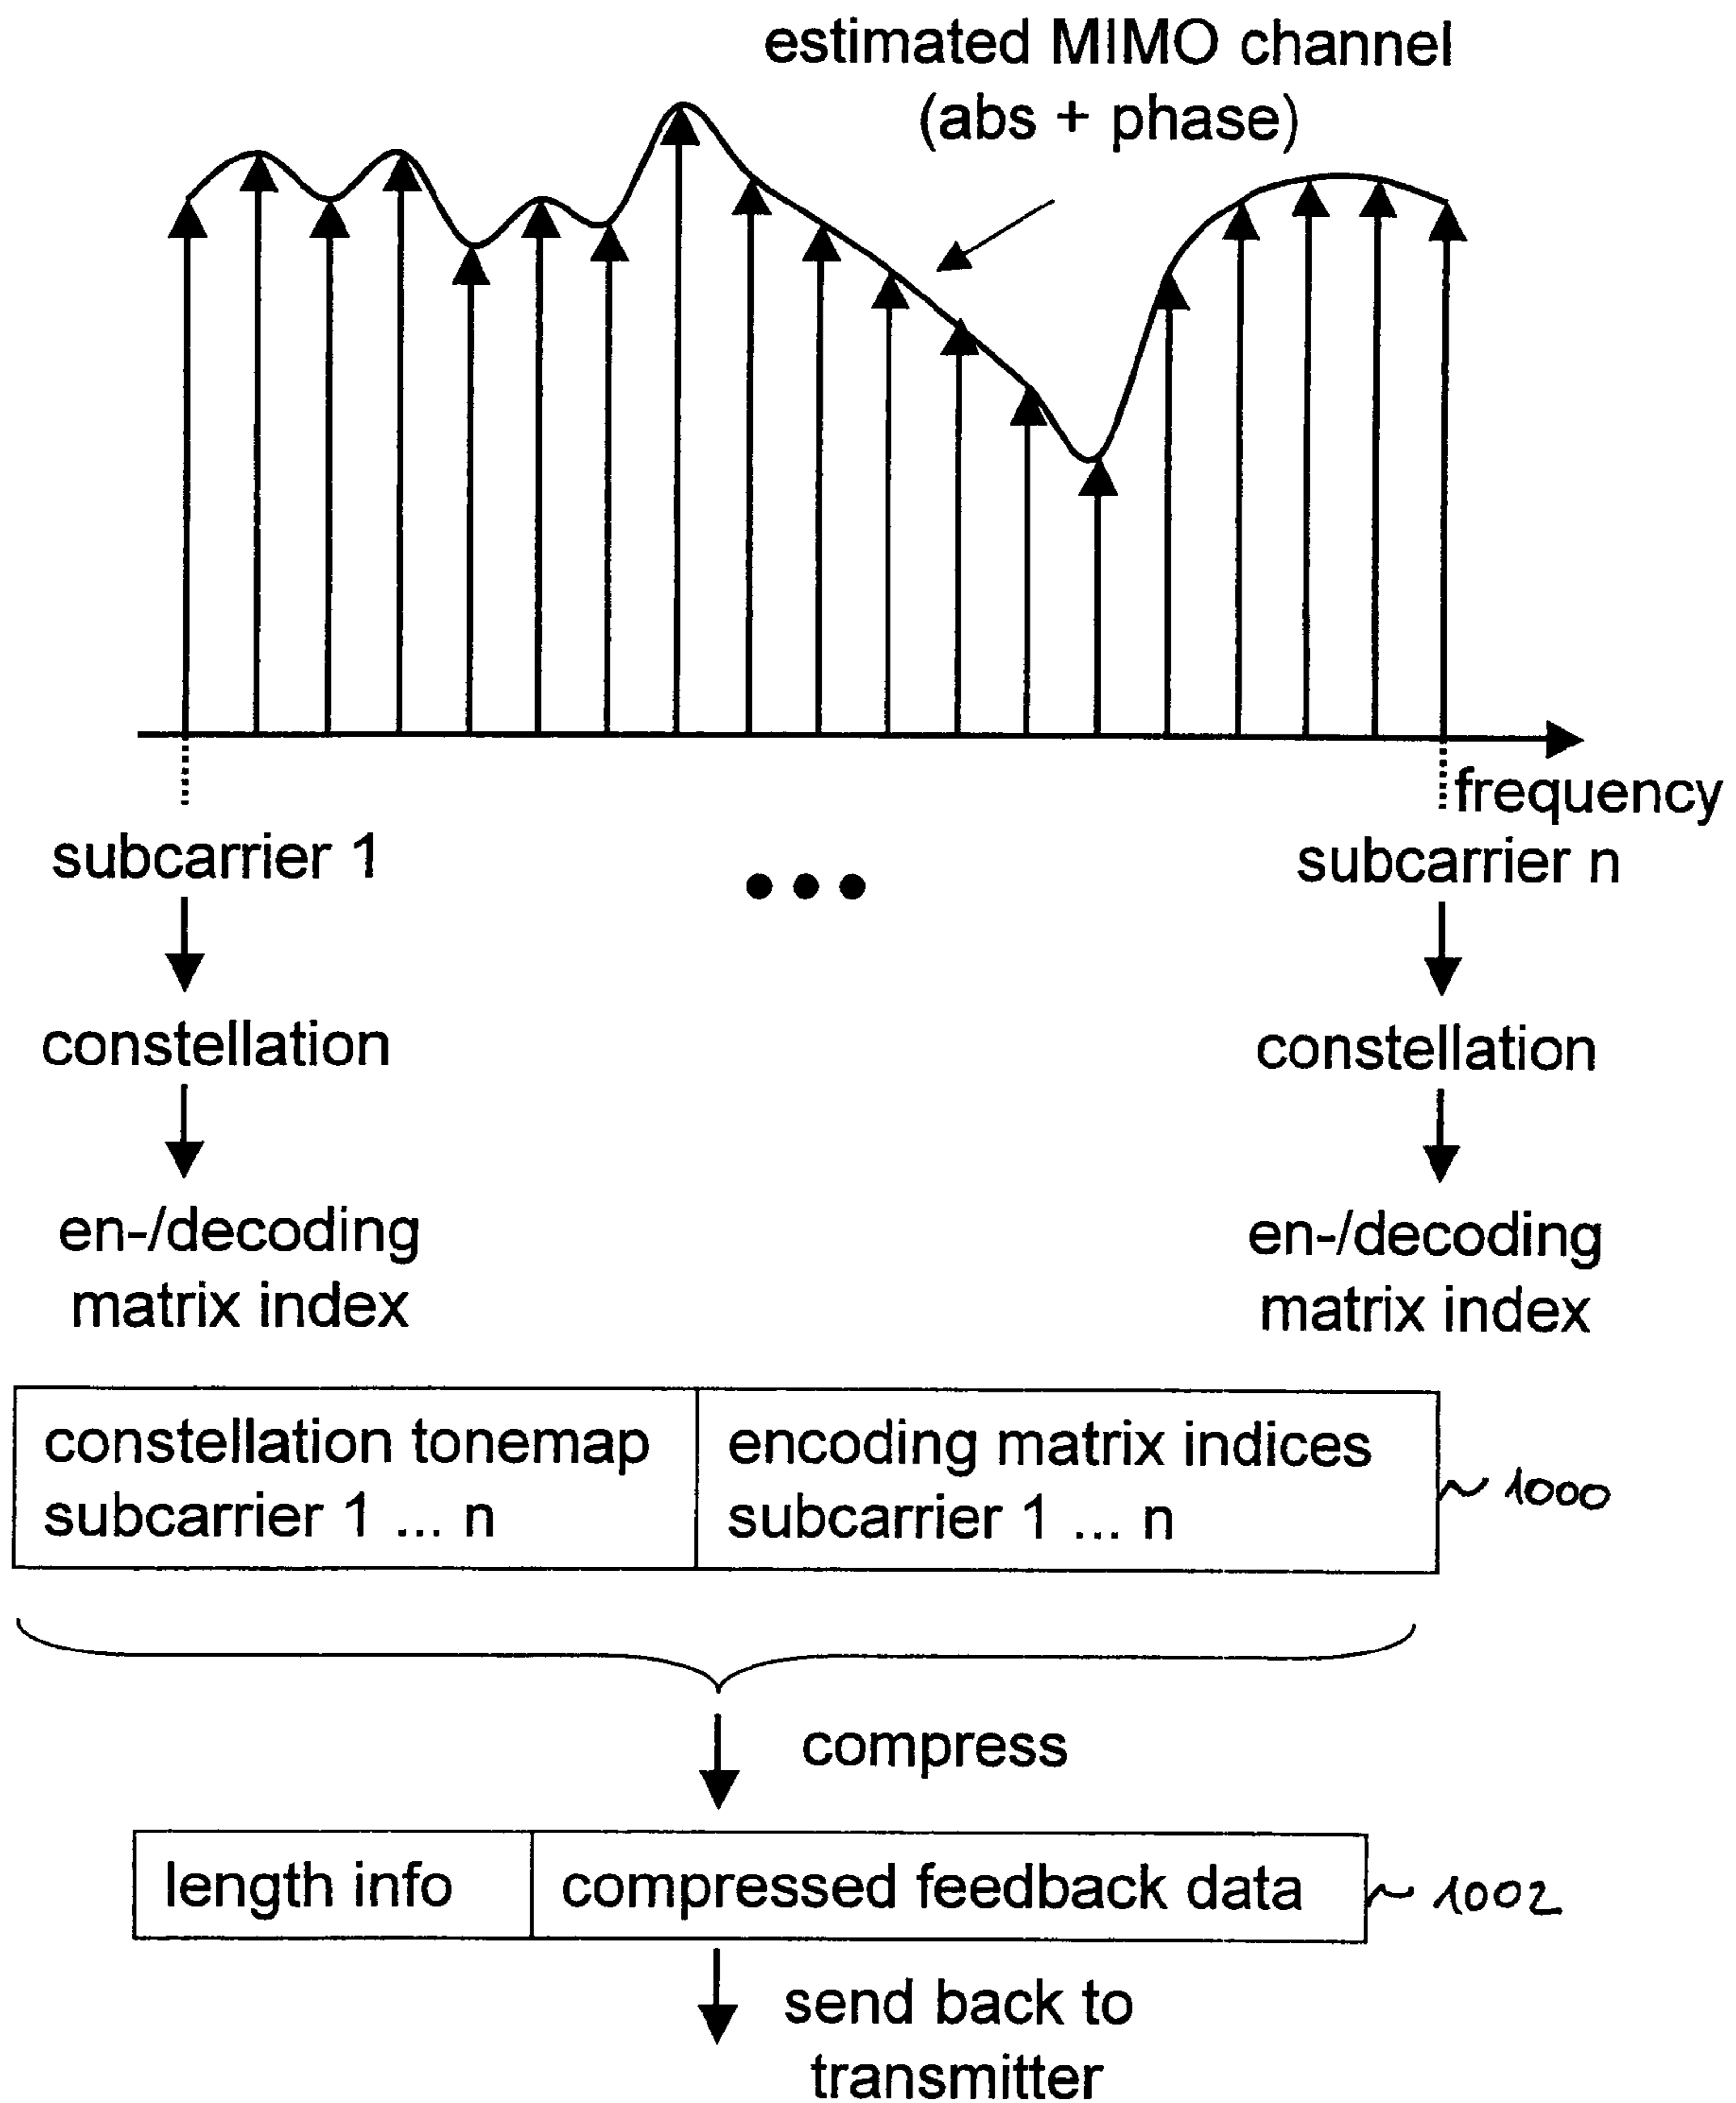 estimated MIMO channel
(abs + phase)
frequency
subcarrier 1
subcarrier n
constellation
constellation
en-/decoding
matrix index
en-/decoding
matrix index
constellation tonemap
subcarrier 1 ... n
encoding matrix indices
subcarrier 1 ... n
1000
compress
length info
compressed feedback data
1002
send back to
transmitter